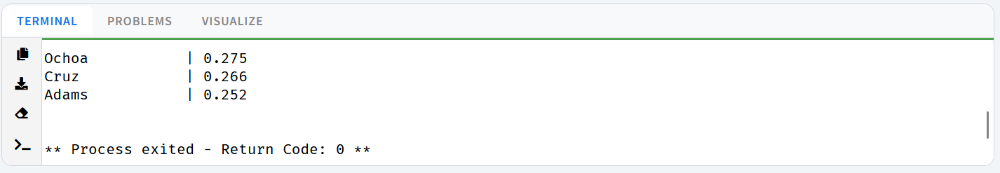 TERMINAL PROBLEMS VISUALIZE
Ochoa | 0.275
Cruz | 0.266
Adams | 0.252
** Process exited - Return Code: 0 **